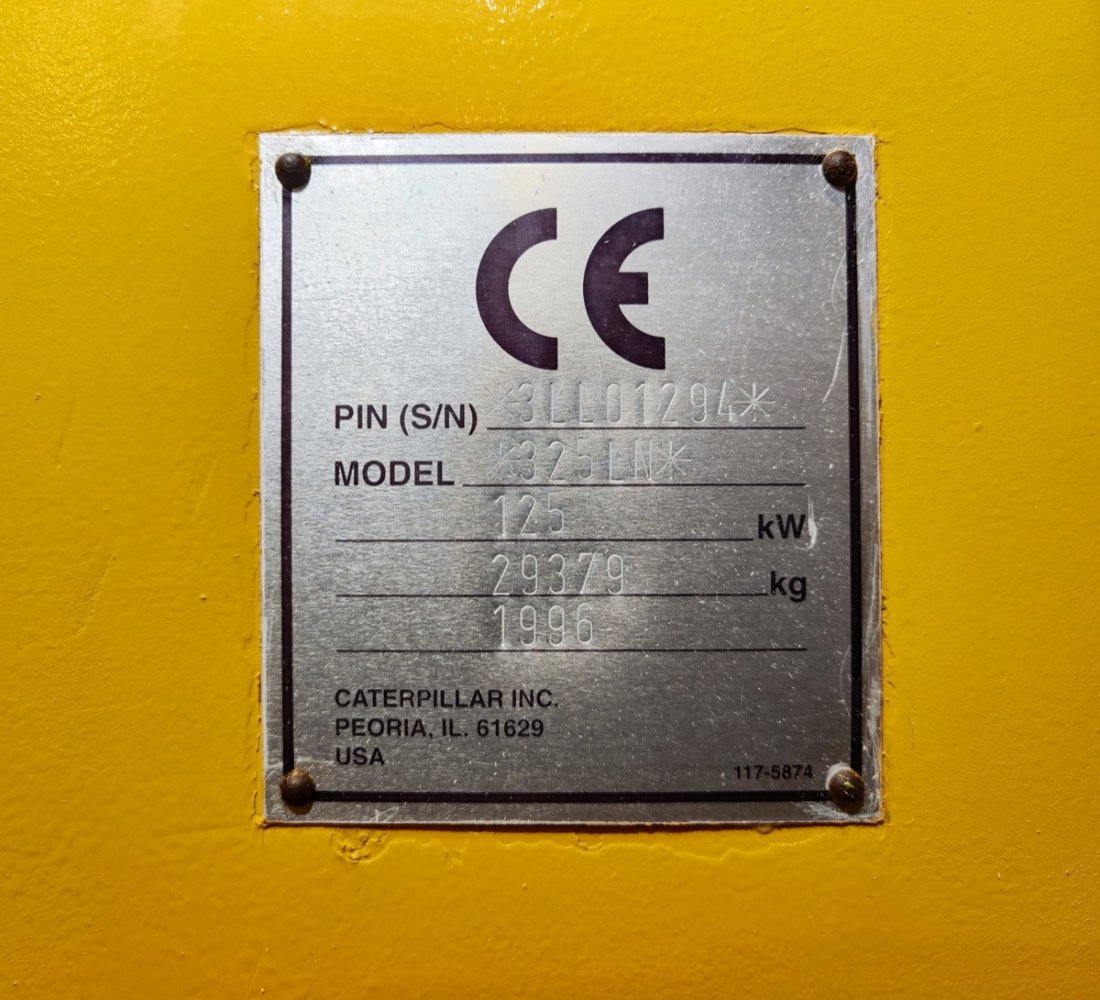 CE
PIN (S/N) *3LL01294*
MODEL *325LN*
125 kW
29379 kg
1996
CATERPILLAR INC.
PEORIA, IL. 61629
USA
117-5874